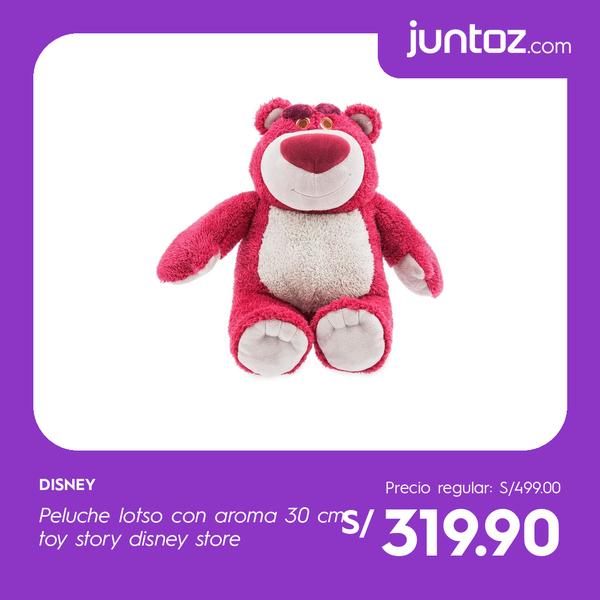 juntoz.com
DISNEY
Peluche lotso con aroma 30 cm
toy story disney store
Precio regular: S/499.00
S/ 319.90